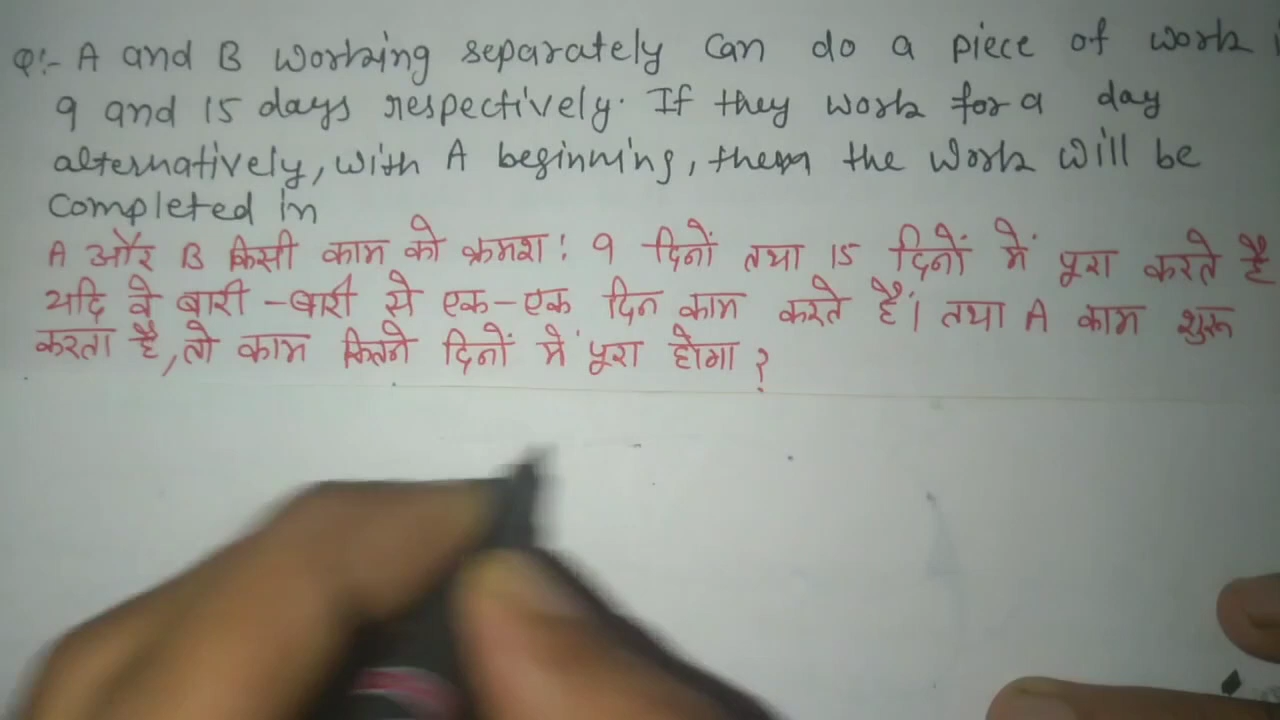 Q:- A and B working separately can do a piece of work
9 and 15 days respectively. If they work for a day
alternatively, with A beginning, them the work will be
completed in
A और B किसी काम को क्रमश: 9 दिनों तथा 15 दिनों में पूरा करते है
यदि वे बारी-बारी से एक-एक दिन काम करते हैं। तथा A काम शुरू
करता है, तो काम कितने दिनों में पूरा होगा?